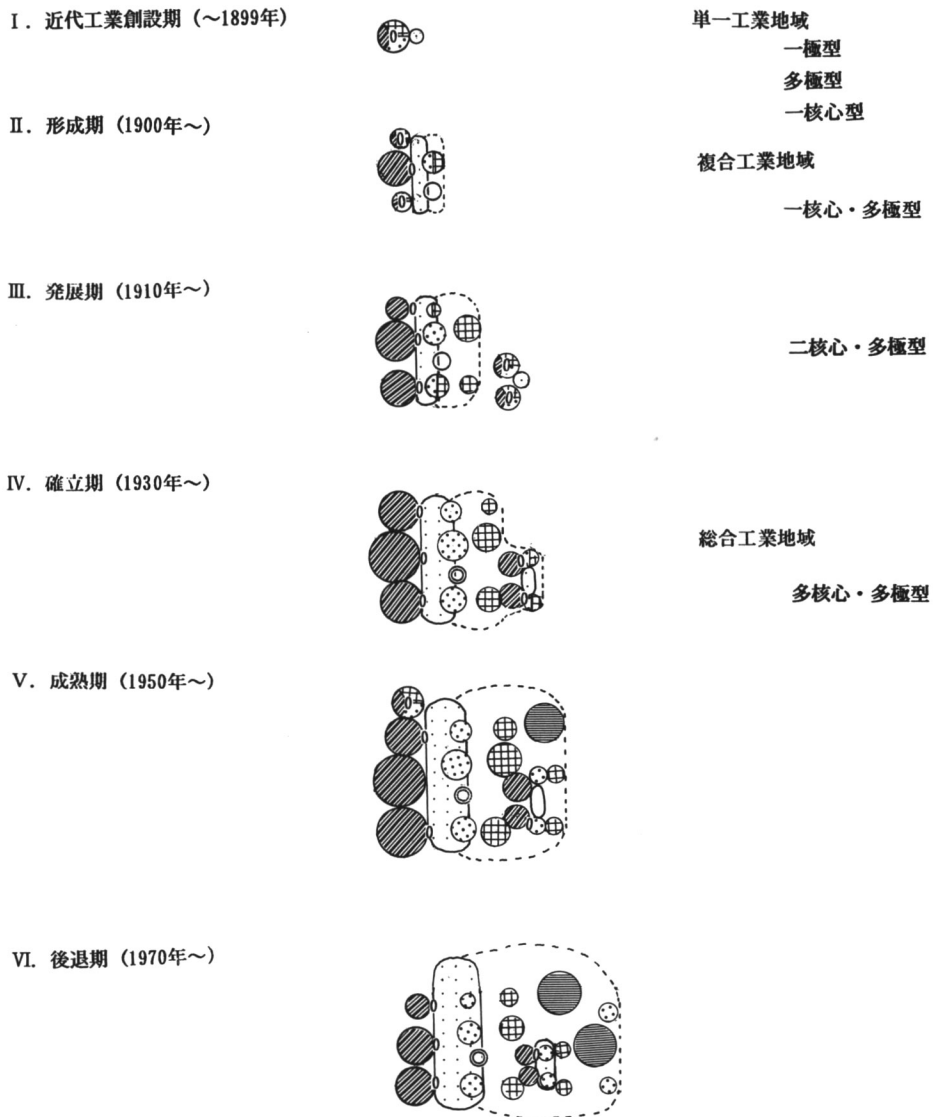 Ⅰ. 近代工業創設期 (~1899年)
単一工業地域
一極型
多極型
一核心型
Ⅱ. 形成期 (1900年~)
複合工業地域
一核心・多極型
Ⅲ. 発展期 (1910年~)
二核心・多極型
Ⅳ. 確立期 (1930年~)
総合工業地域
多核心・多極型
Ⅴ. 成熟期 (1950年~)
Ⅵ. 後退期 (1970年~)